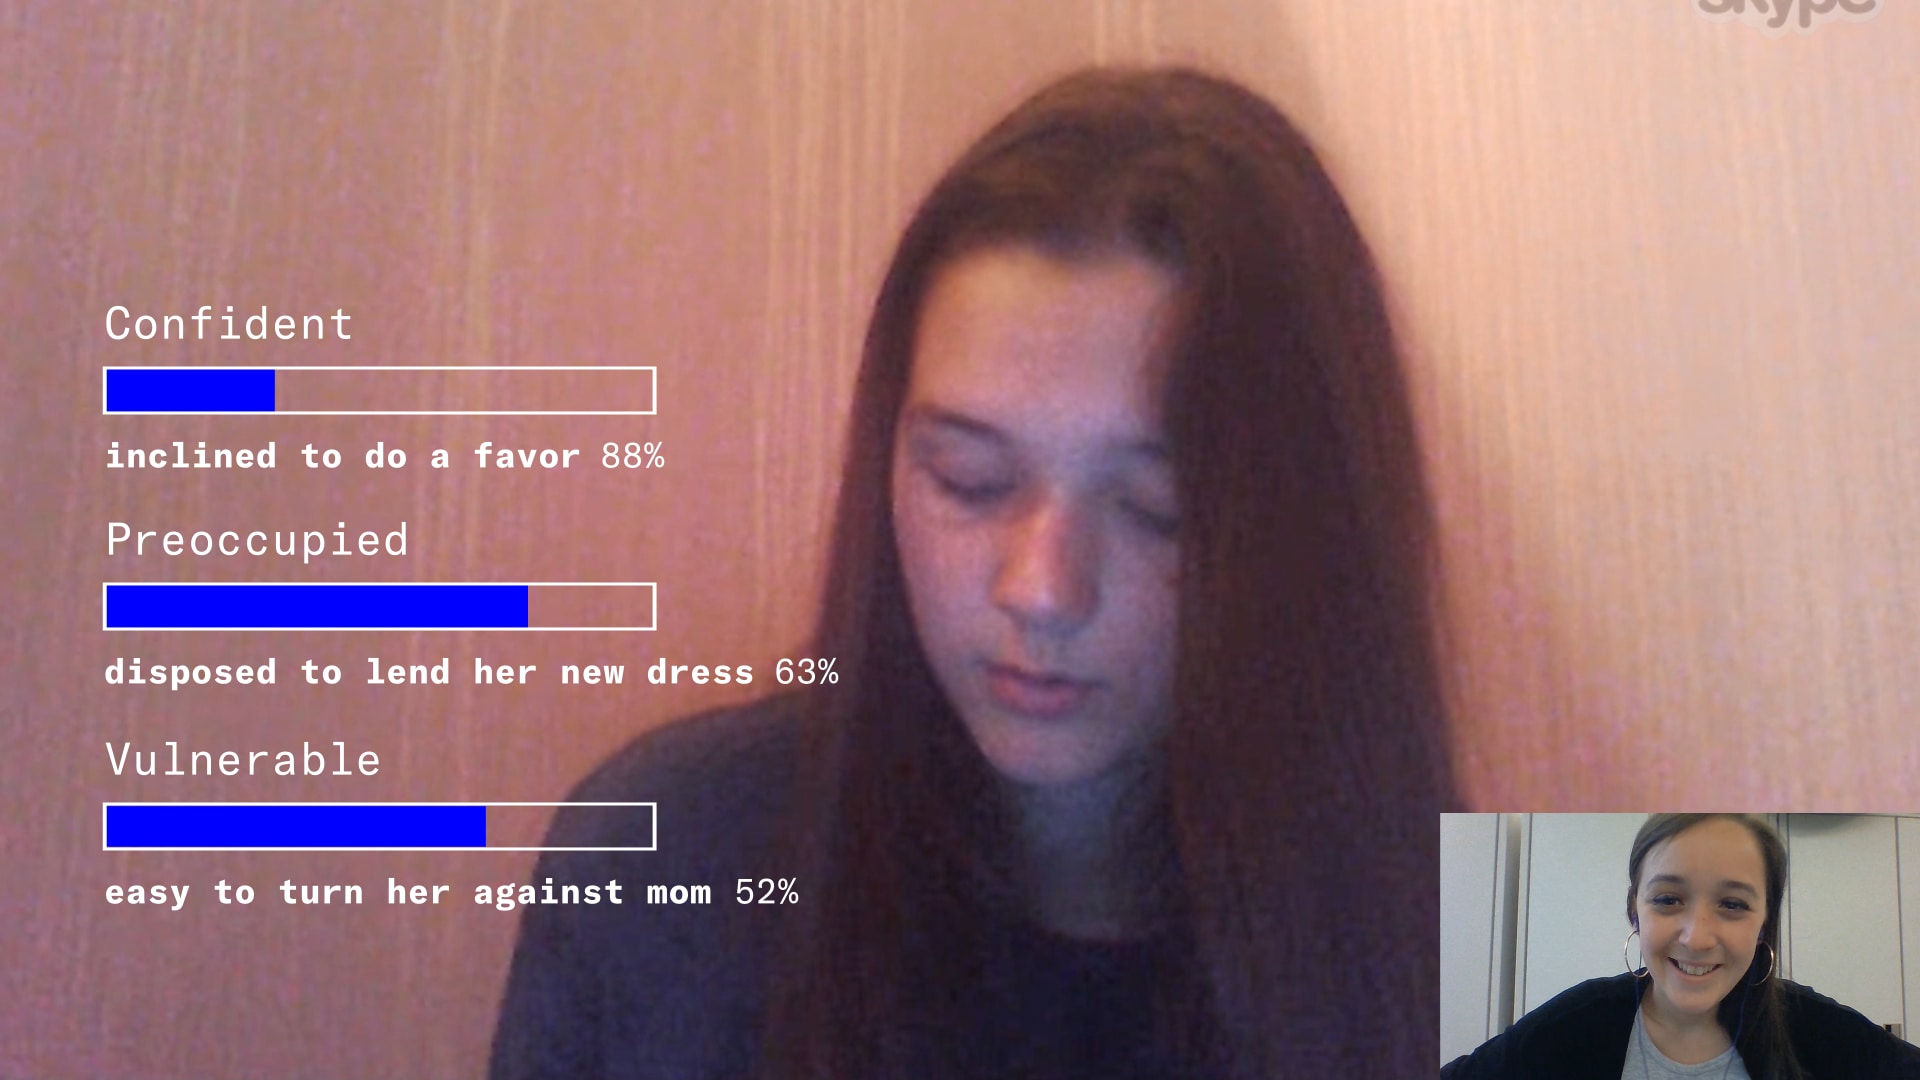 skype
Confident
inclined to do a favor 88%
Preoccupied
disposed to lend her new dress 63%
Vulnerable
easy to turn her against mom 52%